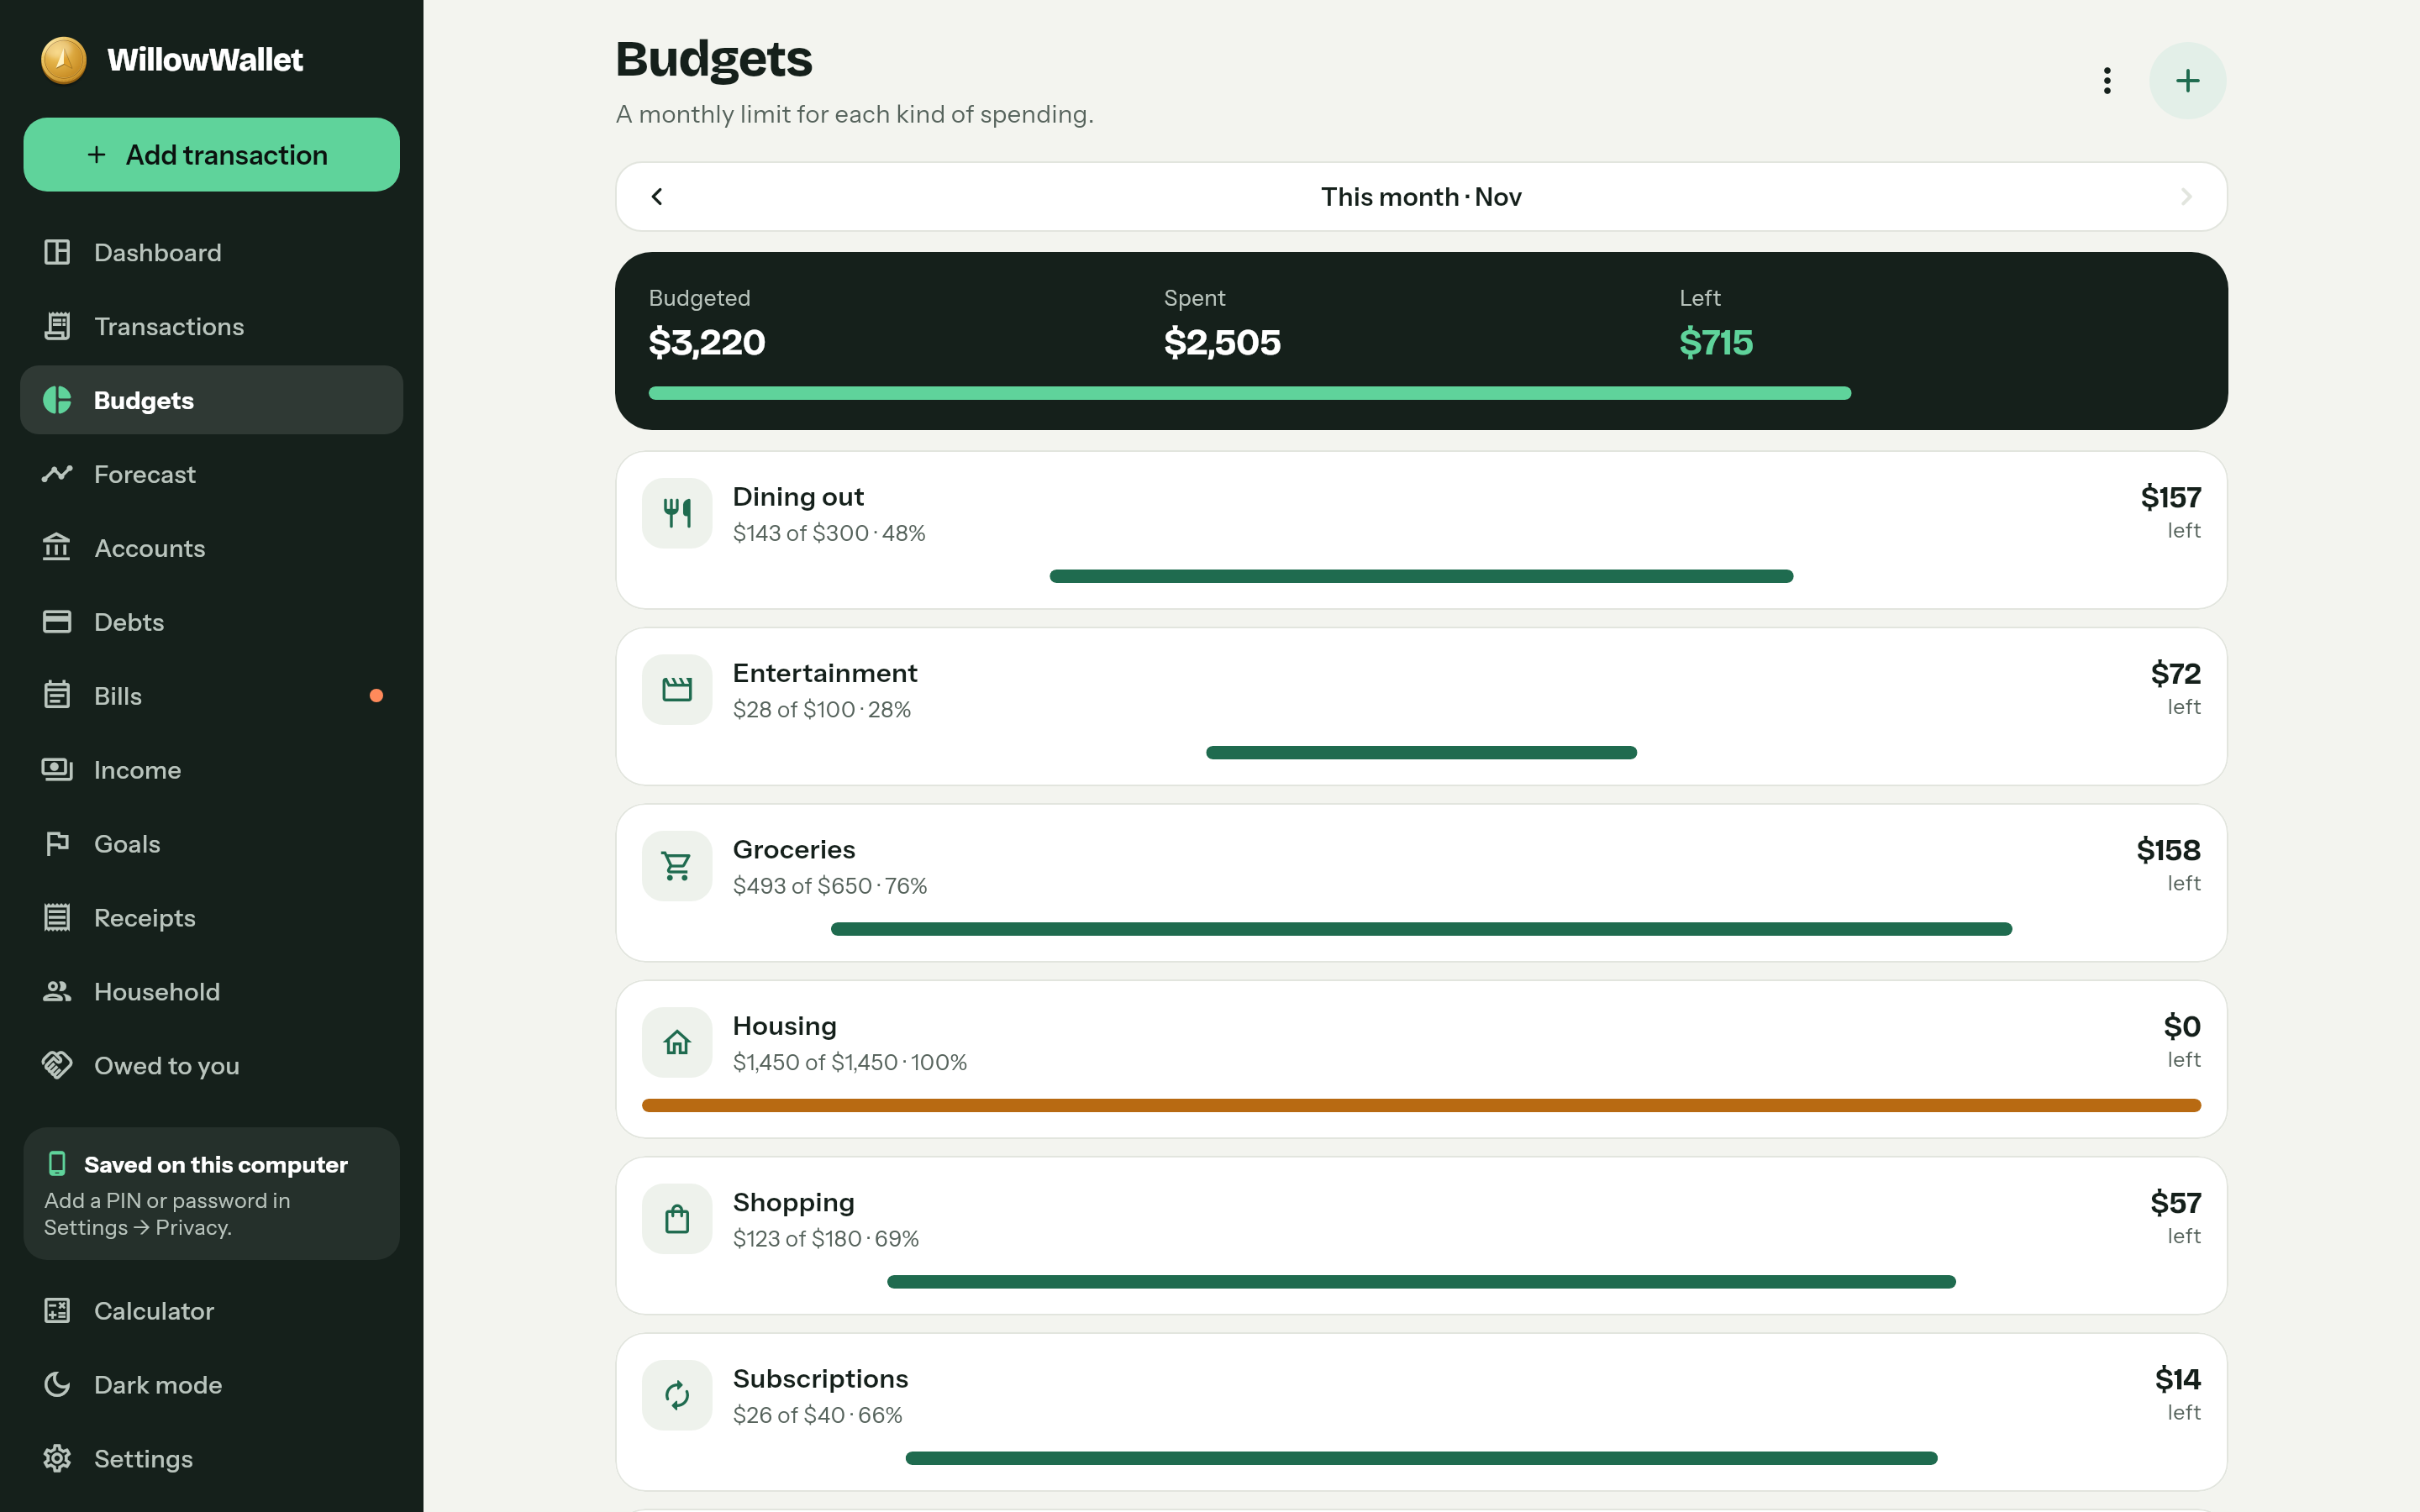 WillowWallet
+ Add transaction
Dashboard
Transactions
Budgets
Forecast
Accounts
Debts
Bills
Income
Goals
Receipts
Household
Owed to you
Saved on this computer
Add a PIN or password in
Settings → Privacy.
Calculator
Dark mode
Settings
Budgets
A monthly limit for each kind of spending.
This month · Nov
Budgeted
$3,220
Spent
$2,505
Left
$715
Dining out
$143 of $300 · 48%
$157
left
Entertainment
$28 of $100 · 28%
$72
left
Groceries
$493 of $650 · 76%
$158
left
Housing
$1,450 of $1,450 · 100%
$0
left
Shopping
$123 of $180 · 69%
$57
left
Subscriptions
$26 of $40 · 66%
$14
left